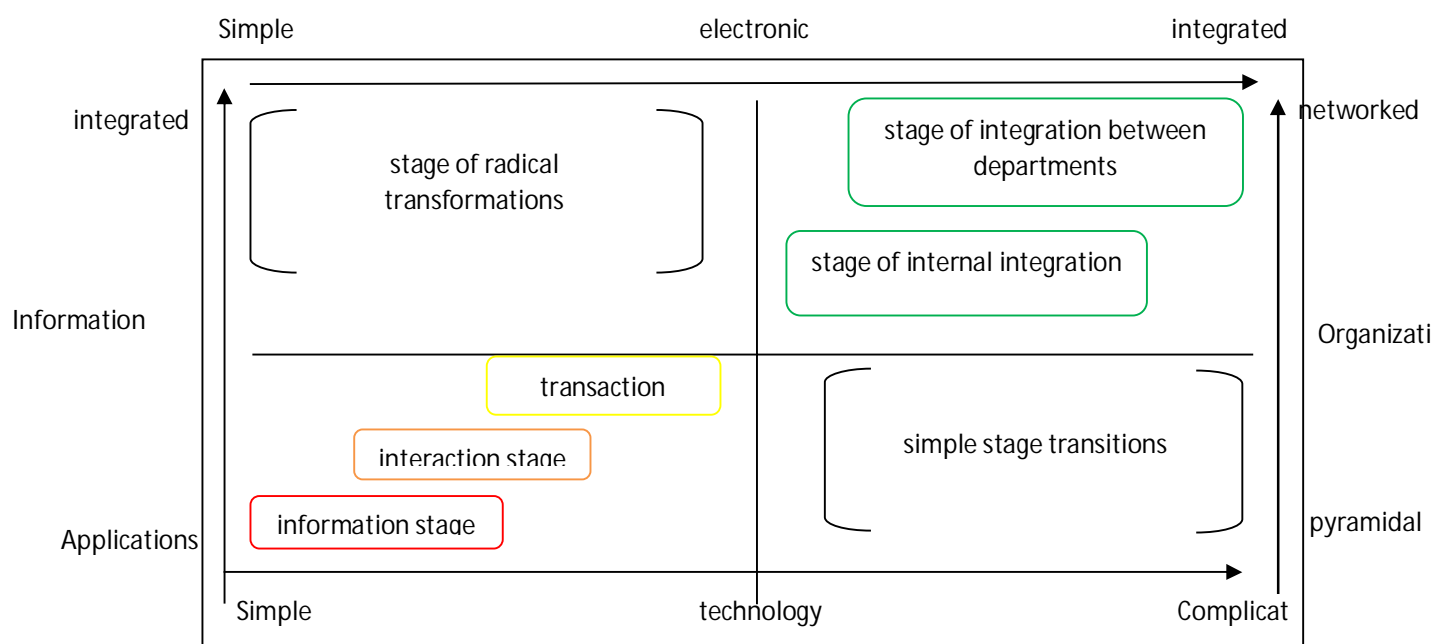 Simple
electronic
integrated
integrated
networked
stage of radical
transformations
stage of integration between
departments
stage of internal integration
Information
Organizati
transaction
interaction stage
simple stage transitions
information stage
Applications
pyramidal
Simple
technology
Complicat